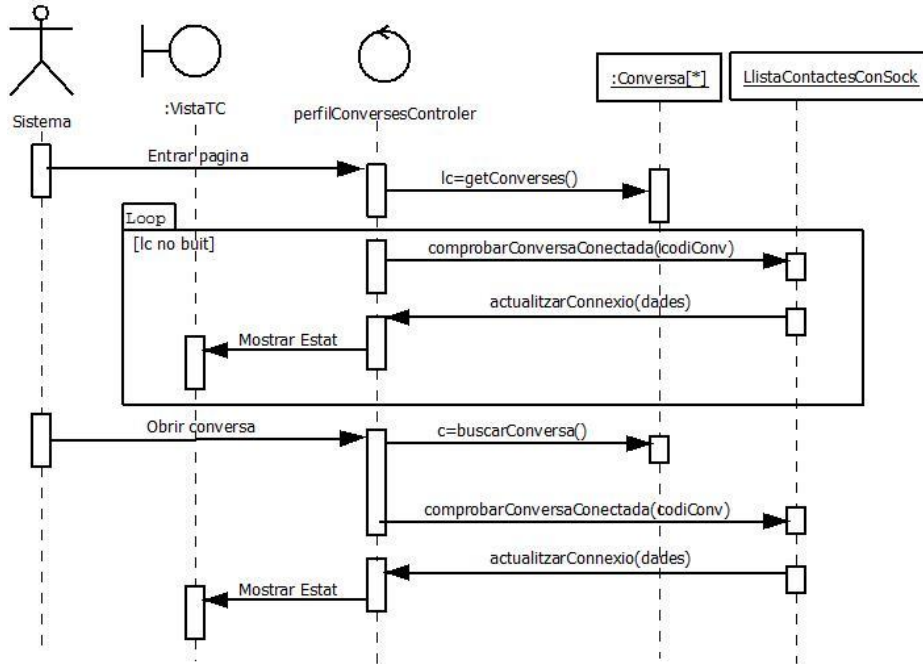 :Conversa[*]
LlistaContactesConSock
:VistaTC
perfilConversesControler
Sistema
Entrar pagina
lc=getConverses()
Loop
[lc no buit]
comprobarConversaConectada(codiConv)
actualitzarConnexio(dades)
Mostrar Estat
Obrir conversa
c=buscarConversa()
comprobarConversaConectada(codiConv)
actualitzarConnexio(dades)
Mostrar Estat